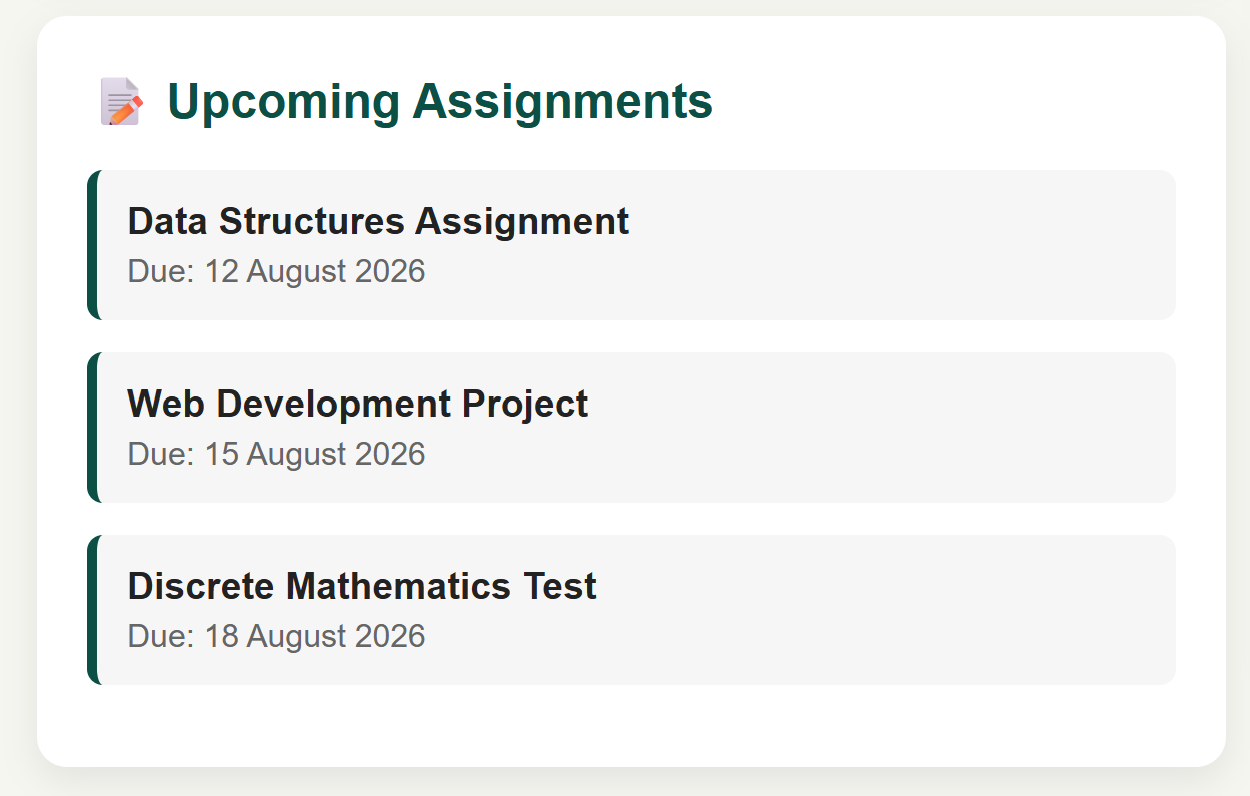 Upcoming Assignments
Data Structures Assignment
Due: 12 August 2026
Web Development Project
Due: 15 August 2026
Discrete Mathematics Test
Due: 18 August 2026